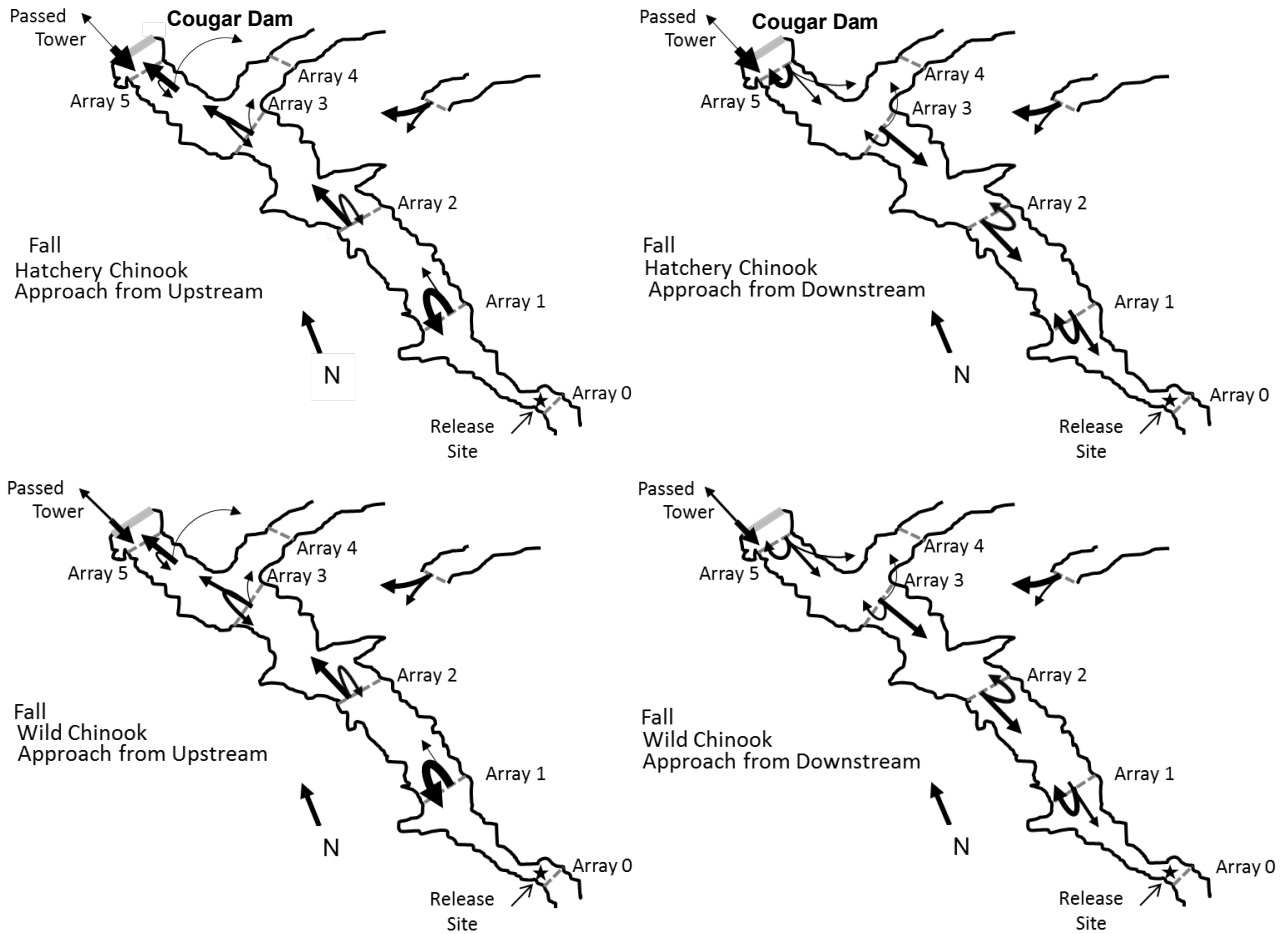 Passed
Tower
Cougar Dam
Array 4
Array 3
Array 5
Array 2
Fall
Hatchery Chinook
Approach from Upstream
Array 1
N
Array 0
Release
Site
Passed
Tower
Cougar Dam
Array 4
Array 3
Array 5
Array 2
Fall
Hatchery Chinook
Approach from Downstream
Array 1
N
Array 0
Release
Site
Passed
Tower
Array 4
Array 3
Array 5
Array 2
Fall
Wild Chinook
Approach from Upstream
Array 1
N
Array 0
Release
Site
Passed
Tower
Array 4
Array 3
Array 5
Array 2
Fall
Wild Chinook
Approach from Downstream
Array 1
N
Array 0
Release
Site